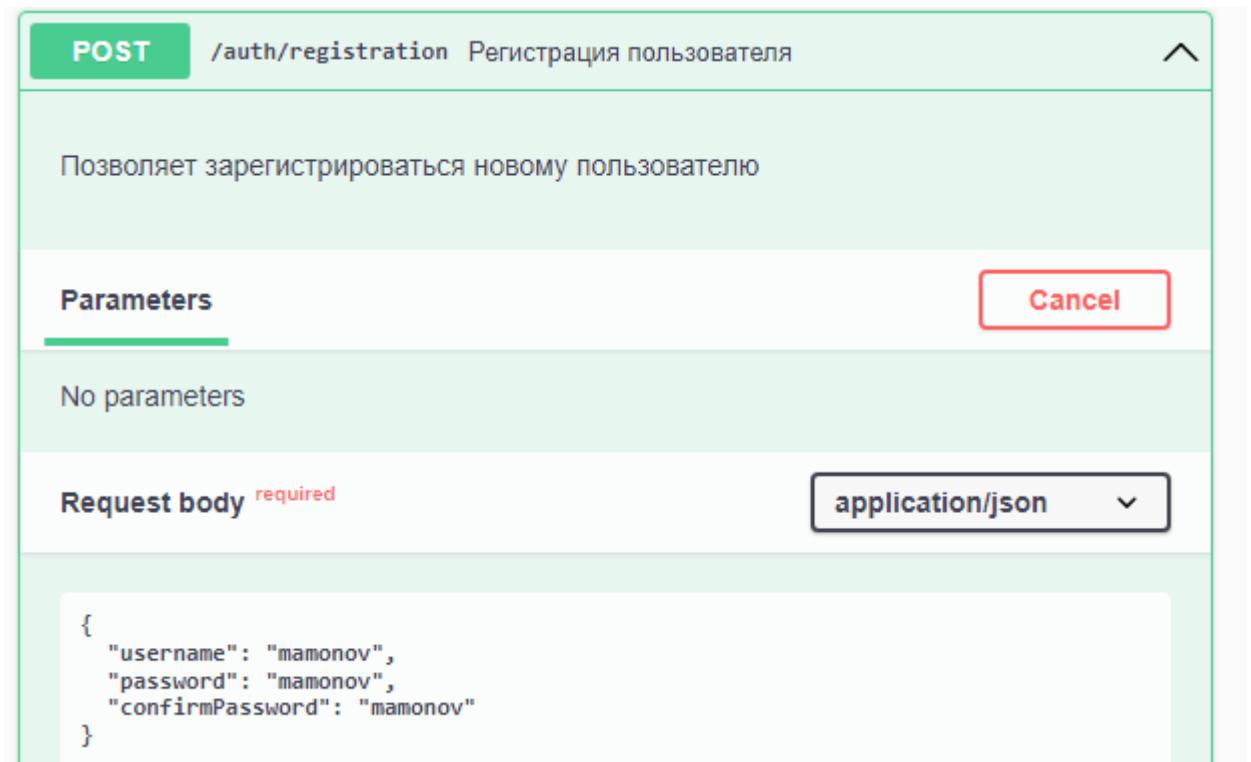 POST /auth/registration Регистрация пользователя
Позволяет зарегистрироваться новому пользователю
Parameters Cancel
No parameters
Request body required application/json
{
"username": "mamonov",
"password": "mamonov",
"confirmPassword": "mamonov"
}